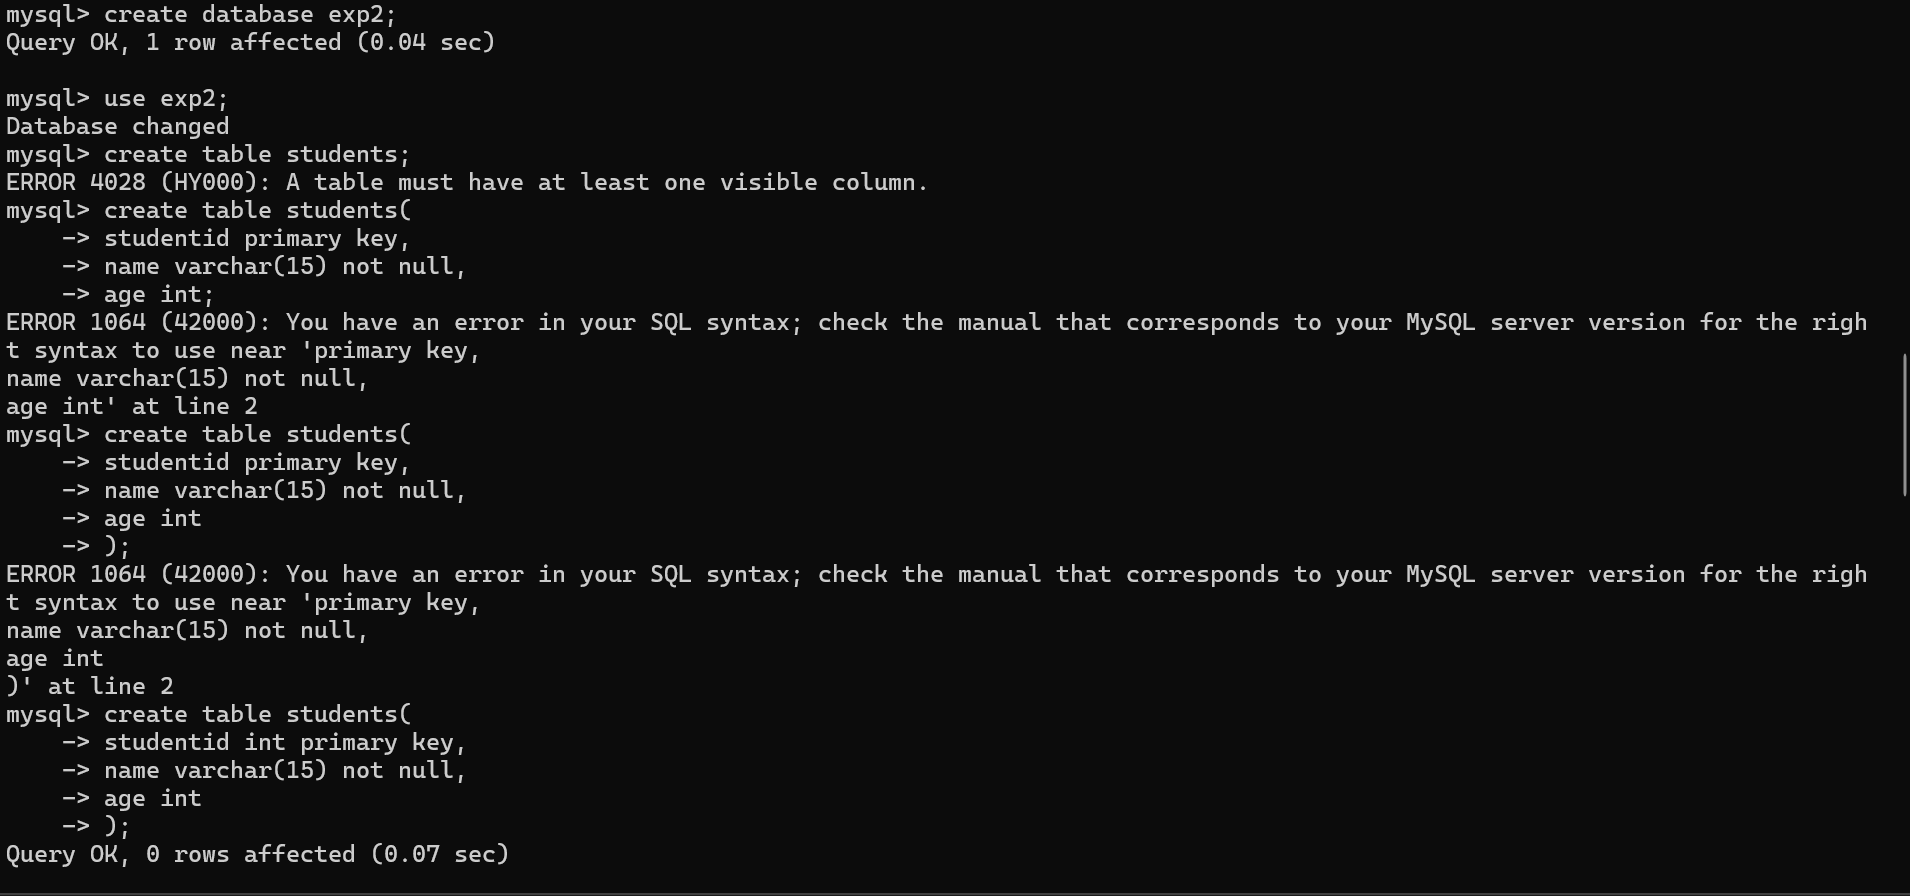 mysql> create database exp2;
Query OK, 1 row affected (0.04 sec)

mysql> use exp2;
Database changed
mysql> create table students;
ERROR 4028 (HY000): A table must have at least one visible column.
mysql> create table students(
    -> studentid primary key,
    -> name varchar(15) not null,
    -> age int;
ERROR 1064 (42000): You have an error in your SQL syntax; check the manual that corresponds to your MySQL server version for the righ
t syntax to use near 'primary key,
name varchar(15) not null,
age int' at line 2
mysql> create table students(
    -> studentid primary key,
    -> name varchar(15) not null,
    -> age int
    -> );
ERROR 1064 (42000): You have an error in your SQL syntax; check the manual that corresponds to your MySQL server version for the righ
t syntax to use near 'primary key,
name varchar(15) not null,
age int
)' at line 2
mysql> create table students(
    -> studentid int primary key,
    -> name varchar(15) not null,
    -> age int
    -> );
Query OK, 0 rows affected (0.07 sec)